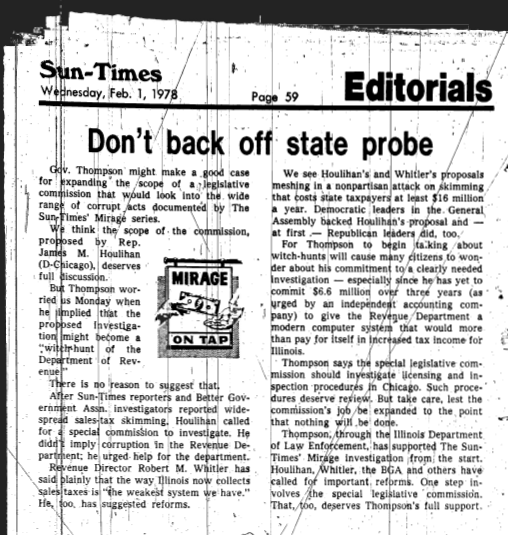 Sun-Times
Wednesday, Feb. 1, 1978
Page 59
Editorials
Don't back off state probe
Gov. Thompson might make a good case
for expanding the scope of a legislative
commission that would look into the wide
range of corrupt acts documented by The
Sun-Times' Mirage series.
We think the scope of the commission,
proposed by Rep.
James M. Houlihan
(D-Chicago), deserves
full discussion.
But Thompson wor-
ried us Monday when
he implied that the
proposed investiga-
tion might become a
"witch-hunt of the
Department of Rev-
enue."
MIRAGE
ON TAP
There is no reason to suggest that.
After Sun-Times reporters and Better Gov-
ernment Assn. investigators reported wide-
spread sales-tax skimming, Houlihan called
for a special commission to investigate. He
didn't imply corruption in the Revenue De-
partment; he urged help for the department.
Revenue Director Robert M. Whitler has
said plainly that the way Illinois now collects
sales taxes is "the weakest system we have."
He, too, has suggested reforms.
We see Houlihan's and Whitler's proposals
meshing in a nonpartisan attack on skimming
that costs state taxpayers at least $16 million
a year. Democratic leaders in the General
Assembly backed Houlihan's proposal and —
at first — Republican leaders did, too.
For Thompson to begin talking about
witch-hunts will cause many citizens to won-
der about his commitment to a clearly needed
investigation — especially since he has yet to
commit $6.6 million over three years (as
urged by an independent accounting com-
pany) to give the Revenue Department a
modern computer system that would more
than pay for itself in increased tax income for
Illinois.
Thompson says the special legislative com-
mission should investigate licensing and in-
spection procedures in Chicago. Such proce-
dures deserve review. But take care, lest the
commission's job be expanded to the point
that nothing will be done.
Thompson, through the Illinois Department
of Law Enforcement, has supported The Sun-
Times' Mirage investigation from the start.
Houlihan, Whitler, the BGA and others have
called for important reforms. One step in-
volves the special legislative commission.
That, too, deserves Thompson's full support.